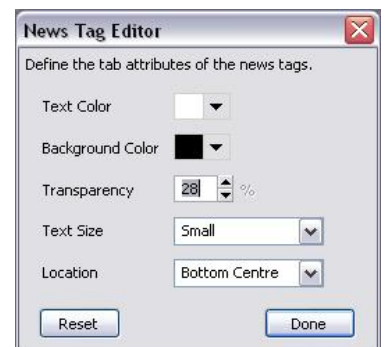 News Tag Editor
Define the tab attributes of the news tags.
Text Color
Background Color
Transparency 28 %
Text Size Small
Location Bottom Centre
Reset Done